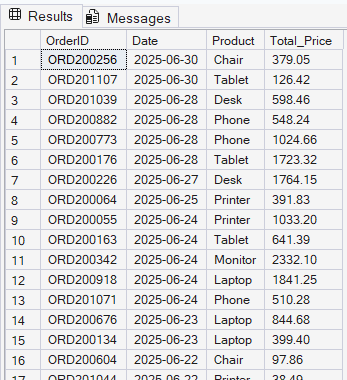 Results Messages
OrderID Date Product Total_Price
1 ORD200256 2025-06-30 Chair 379.05
2 ORD201107 2025-06-30 Tablet 126.42
3 ORD201039 2025-06-28 Desk 598.46
4 ORD200882 2025-06-28 Phone 548.24
5 ORD200773 2025-06-28 Phone 1024.66
6 ORD200176 2025-06-28 Tablet 1723.32
7 ORD200226 2025-06-27 Desk 1764.15
8 ORD200064 2025-06-25 Printer 391.83
9 ORD200055 2025-06-24 Printer 1033.20
10 ORD200163 2025-06-24 Tablet 641.39
11 ORD200342 2025-06-24 Monitor 2332.10
12 ORD200918 2025-06-24 Laptop 1841.25
13 ORD201071 2025-06-24 Phone 510.28
14 ORD200676 2025-06-23 Laptop 844.68
15 ORD200134 2025-06-23 Laptop 399.40
16 ORD200604 2025-06-22 Chair 97.86
17 ORD201044 2025-06-22 Printer 38.49